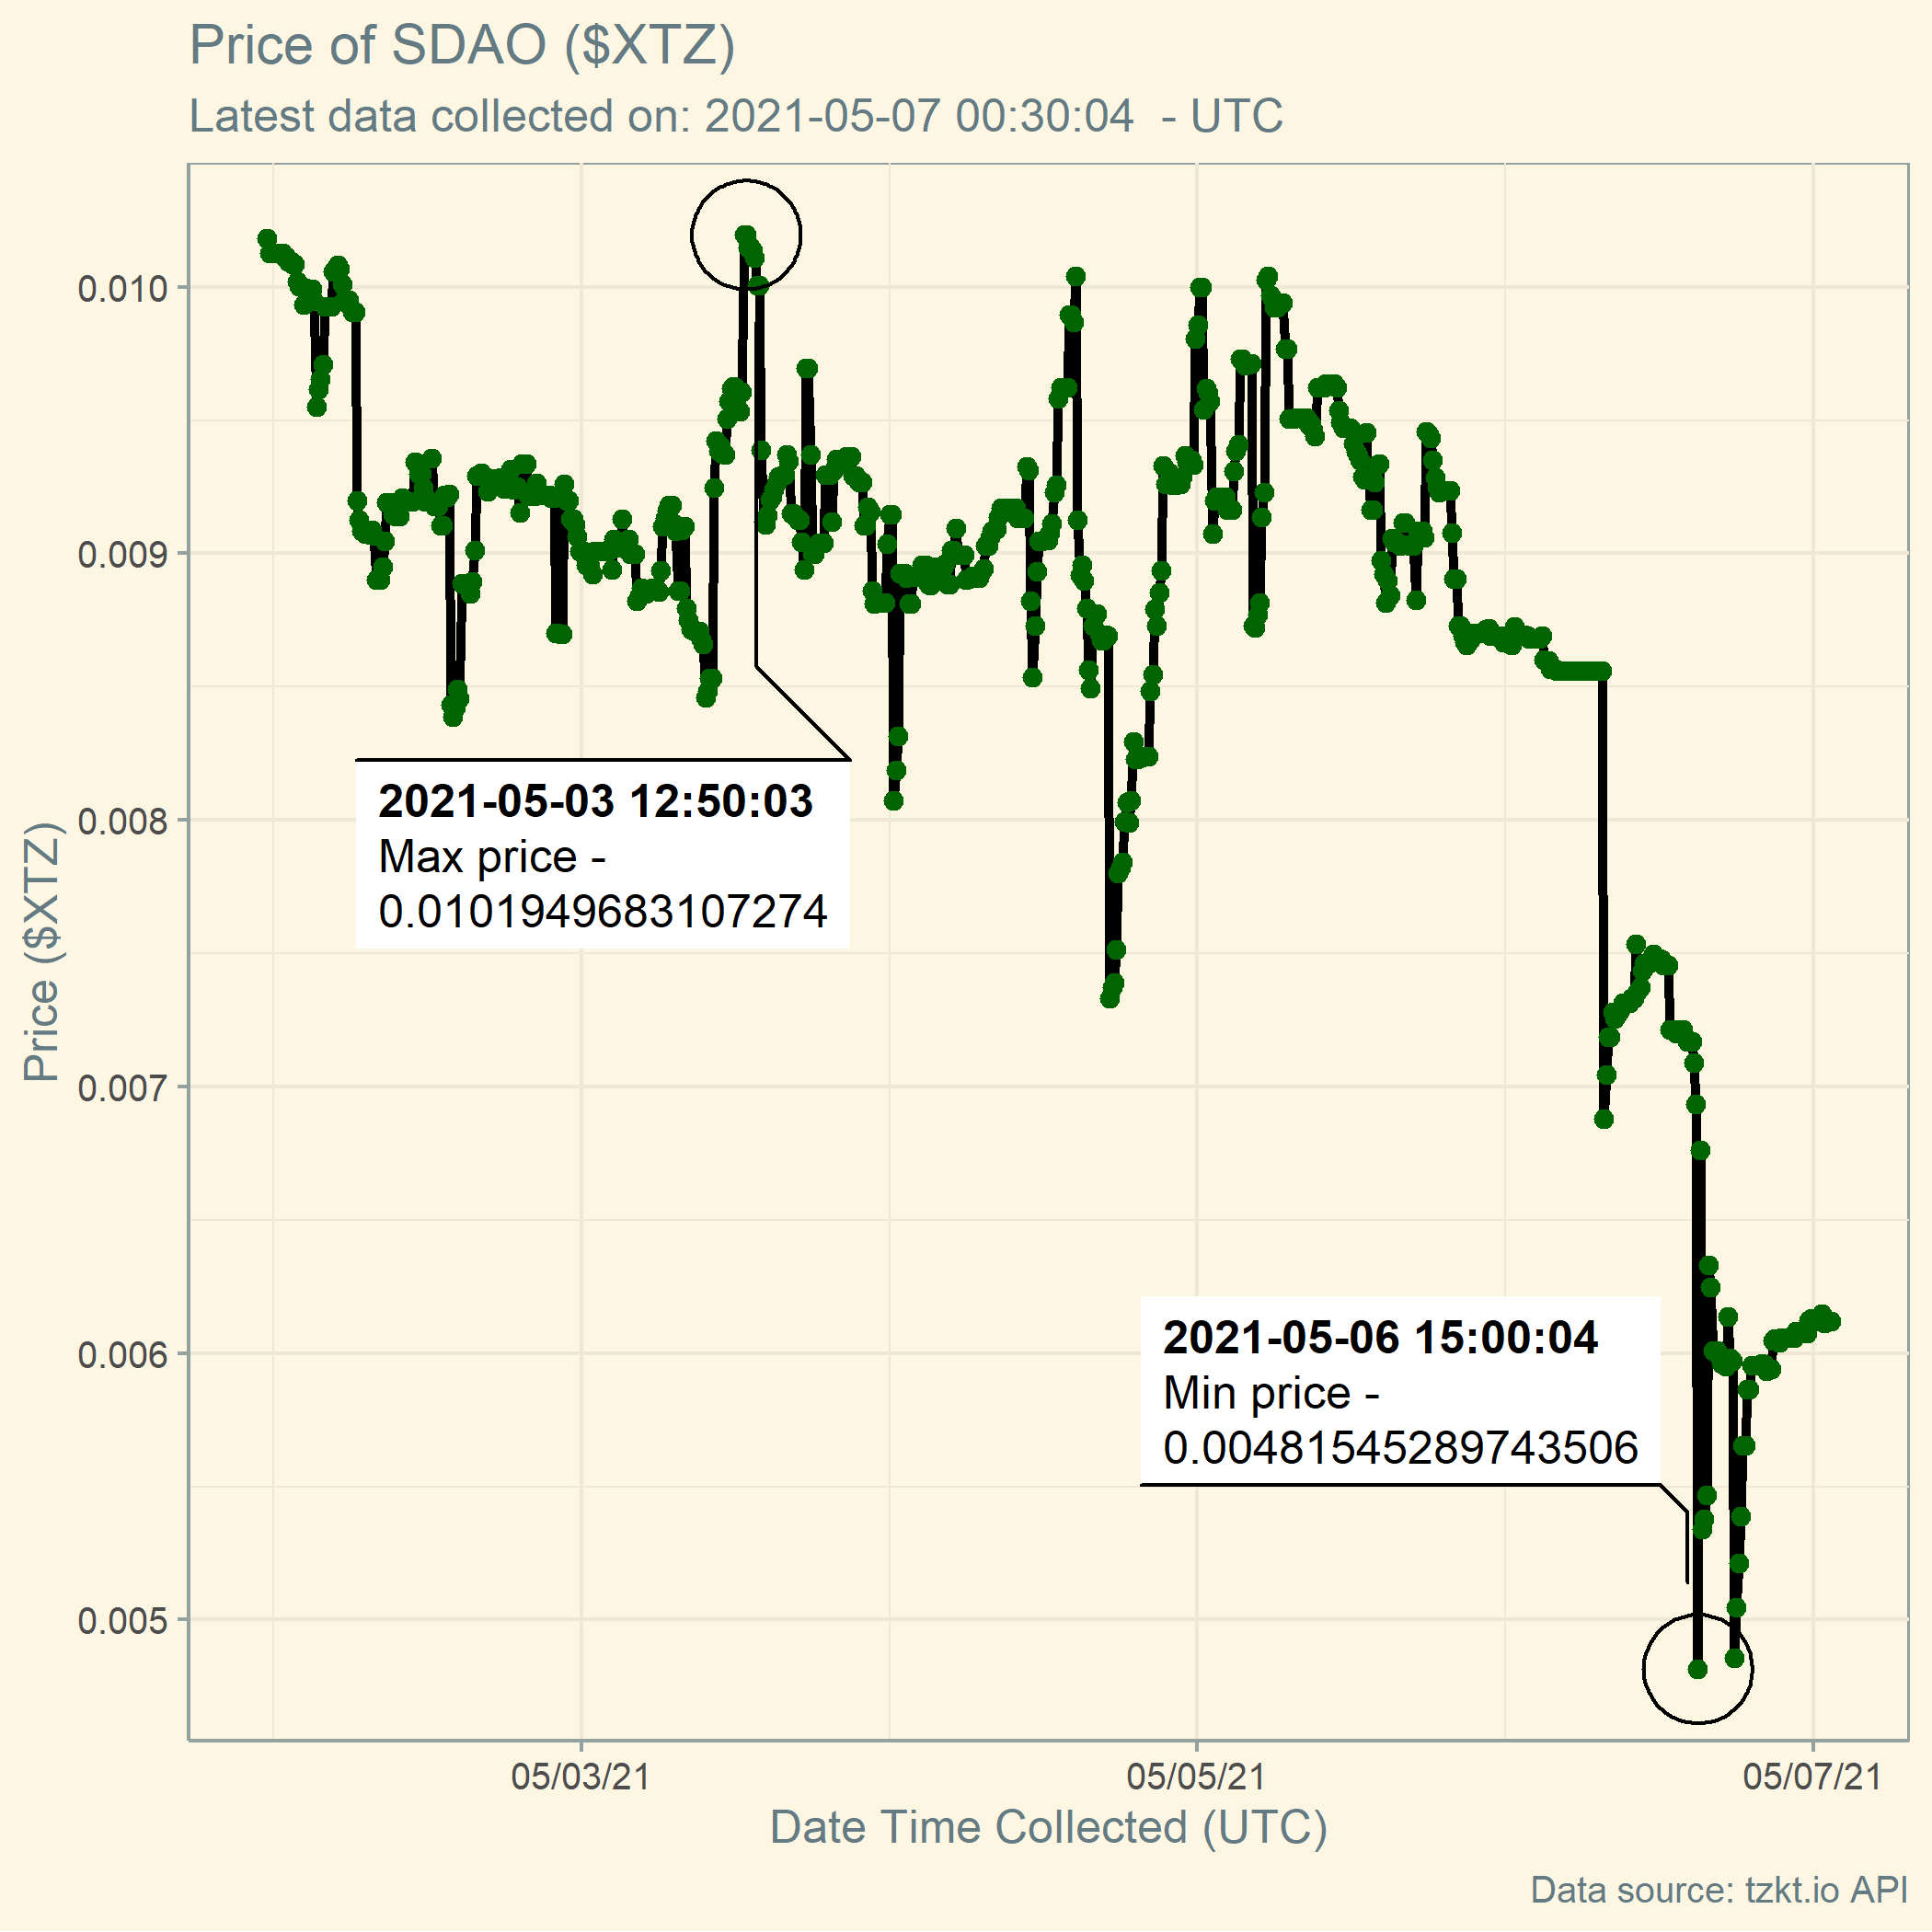 Price of SDAO ($XTZ)
Latest data collected on: 2021-05-07 00:30:04  - UTC
Price ($XTZ)
0.010
0.009
0.008
0.007
0.006
0.005
2021-05-03 12:50:03
Max price -
0.0101949683107274
2021-05-06 15:00:04
Min price -
0.00481545289743506
05/03/21
05/05/21
05/07/21
Date Time Collected (UTC)
Data source: tzkt.io API